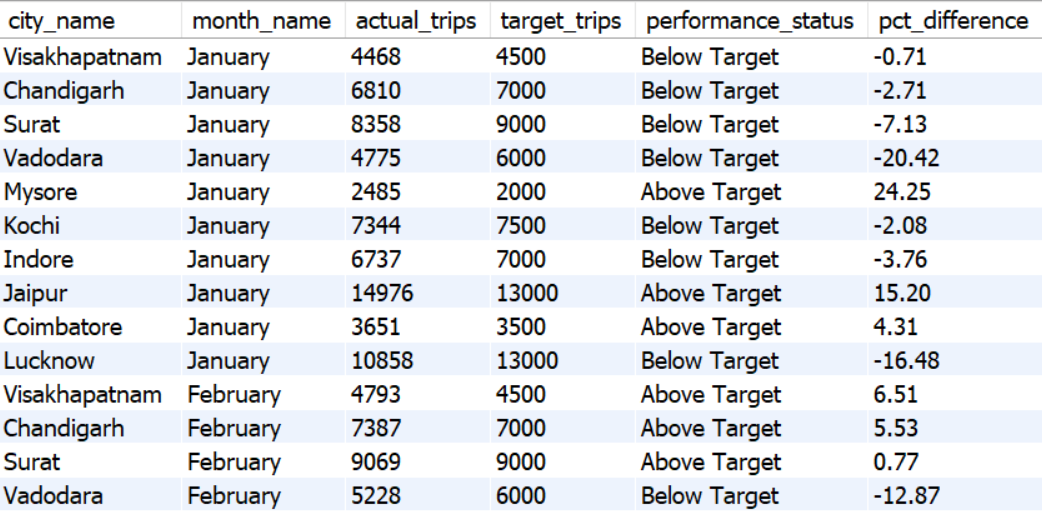 city_name month_name actual_trips target_trips performance_status pct_difference
Visakhapatnam January 4468 4500 Below Target -0.71
Chandigarh January 6810 7000 Below Target -2.71
Surat January 8358 9000 Below Target -7.13
Vadodara January 4775 6000 Below Target -20.42
Mysore January 2485 2000 Above Target 24.25
Kochi January 7344 7500 Below Target -2.08
Indore January 6737 7000 Below Target -3.76
Jaipur January 14976 13000 Above Target 15.20
Coimbatore January 3651 3500 Above Target 4.31
Lucknow January 10858 13000 Below Target -16.48
Visakhapatnam February 4793 4500 Above Target 6.51
Chandigarh February 7387 7000 Above Target 5.53
Surat February 9069 9000 Above Target 0.77
Vadodara February 5228 6000 Below Target -12.87